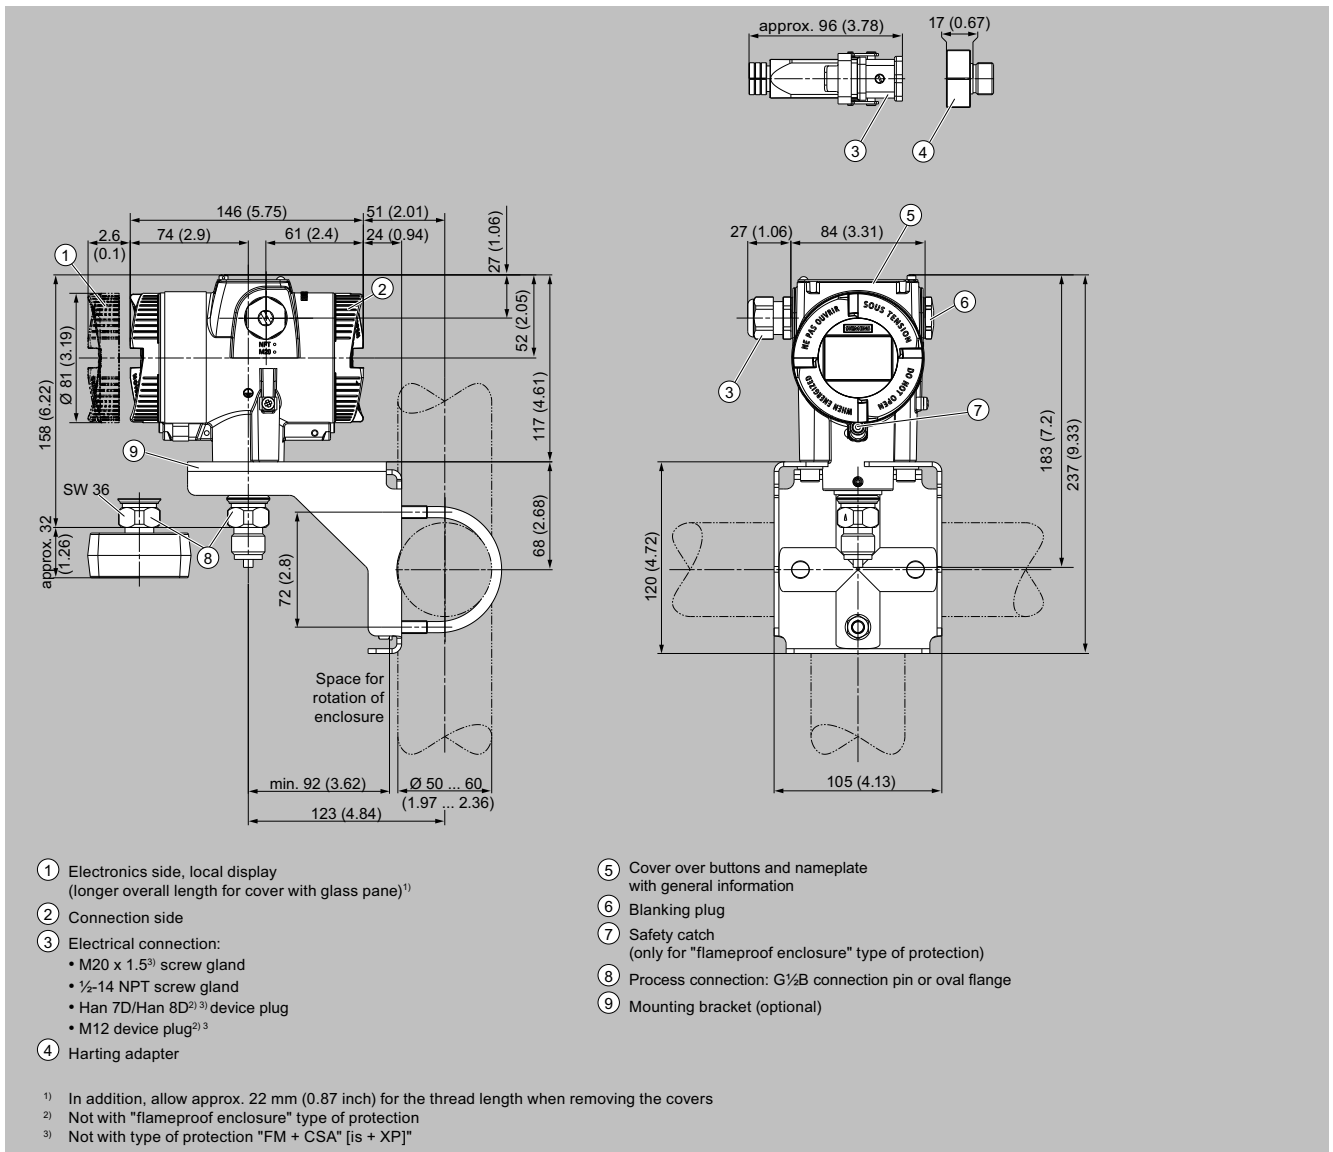 approx. 96 (3.78)
17 (0.67)
3
4
146 (5.75)
51 (2.01)
2.6
(0.1)
74 (2.9)
61 (2.4)
24 (0.94)
27 (1.06)
1
2
52 (2.05)
NPT
M20
Ø 81 (3.19)
158 (6.22)
117 (4.61)
9
SW 36
approx. 32
(1.26)
8
72 (2.8)
68 (2.68)
Space for
rotation of
enclosure
min. 92 (3.62)
Ø 50 ... 60
(1.97 ... 2.36)
123 (4.84)
5
27 (1.06)
84 (3.31)
6
NE PAS OUVRIR
SOUS TENSION
SIEMENS
DO NOT OPEN
WHEN ENERGIZED
3
7
183 (7.2)
237 (9.33)
120 (4.72)
105 (4.13)
1 Electronics side, local display
(longer overall length for cover with glass pane)1)
2 Connection side
3 Electrical connection:
• M20 x 1.53) screw gland
• ½-14 NPT screw gland
• Han 7D/Han 8D2) 3) device plug
• M12 device plug2) 3
4 Harting adapter
5 Cover over buttons and nameplate
with general information
6 Blanking plug
7 Safety catch
(only for "flameproof enclosure" type of protection)
8 Process connection: G½B connection pin or oval flange
9 Mounting bracket (optional)
1) In addition, allow approx. 22 mm (0.87 inch) for the thread length when removing the covers
2) Not with "flameproof enclosure" type of protection
3) Not with type of protection "FM + CSA" [is + XP]"